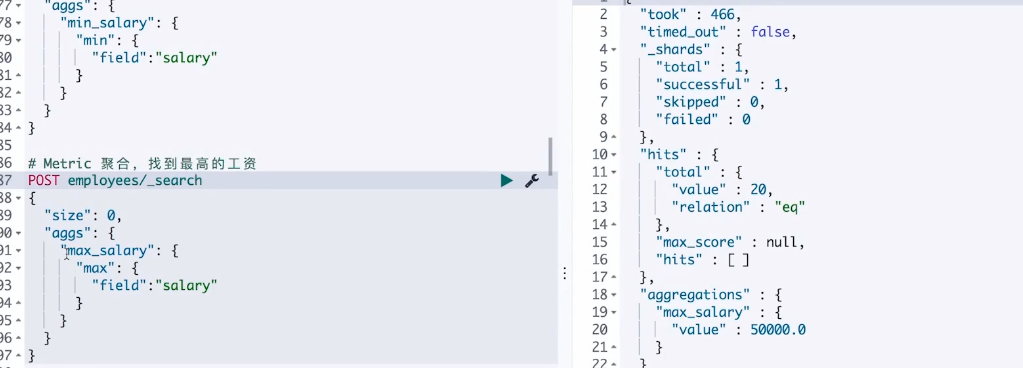 77 "aggs": {
78 "min_salary": {
79 "min": {
80 "field":"salary"
81 }
82 }
83 }
84 }
85
86 # Metric 聚合, 找到最高的工资
87 POST employees/_search
88 {
89 "size": 0,
90 "aggs": {
91 "max_salary": {
92 "max": {
93 "field":"salary"
94 }
95 }
96 }
97 }
2 "took" : 466,
3 "timed_out" : false,
4 "_shards" : {
5 "total" : 1,
6 "successful" : 1,
7 "skipped" : 0,
8 "failed" : 0
9 },
10 "hits" : {
11 "total" : {
12 "value" : 20,
13 "relation" : "eq"
14 },
15 "max_score" : null,
16 "hits" : [ ]
17 },
18 "aggregations" : {
19 "max_salary" : {
20 "value" : 50000.0
21 }
22 }